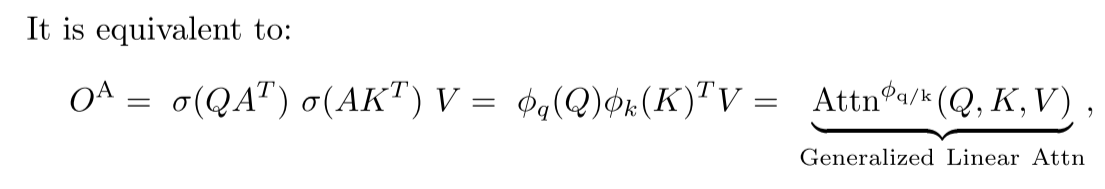 It is equivalent to:
O^A = σ(QA^T) σ(AK^T) V = ϕ_q(Q)ϕ_k(K)^T V = Attn^{ϕ_{q/k}}(Q, K, V) ,
Generalized Linear Attn